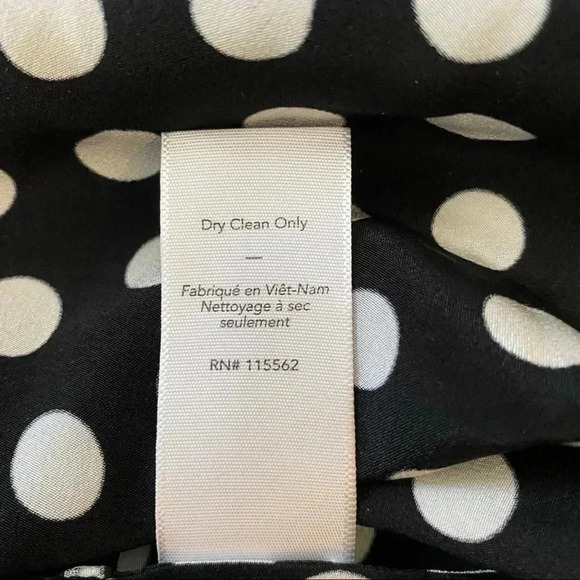 Dry Clean Only
—
Fabriqué en Viêt-Nam
Nettoyage à sec
seulement
RN# 115562